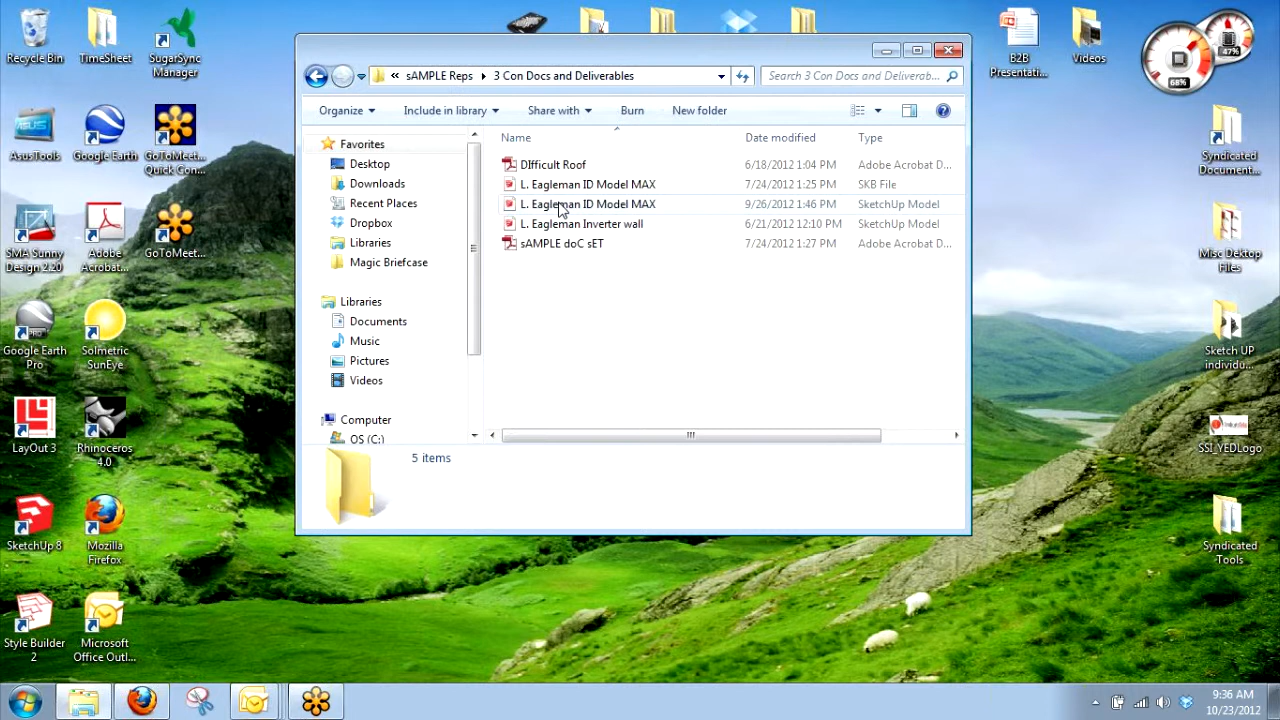 Recycle Bin
TimeSheet
SugarSync
Manager
AsusTools
Google Earth
GoToMeet...
Quick Con...
SMA Sunny
Design 2.20
Adobe
Acrobat...
GoToMeet...
Google Earth
Pro
Solmetric
SunEye
LayOut 3
Rhinoceros
4.0
SketchUp 8
Mozilla
Firefox
Style Builder
2
Microsoft
Office Outl...
« sAMPLE Reps 3 Con Docs and Deliverables
Search 3 Con Docs and Deliverab...
Organize
Include in library
Share with
Burn
New folder
Favorites
Desktop
Downloads
Recent Places
Dropbox
Libraries
Magic Briefcase
Libraries
Documents
Music
Pictures
Videos
Computer
OS (C:)
Name Date modified Type
DIfficult Roof 6/18/2012 1:04 PM Adobe Acrobat D...
L. Eagleman ID Model MAX 7/24/2012 1:25 PM SKB File
L. Eagleman ID Model MAX 9/26/2012 1:46 PM SketchUp Model
L. Eagleman Inverter wall 6/21/2012 12:10 PM SketchUp Model
sAMPLE doC sET 7/24/2012 1:27 PM Adobe Acrobat D...
5 items
B2B
Presentati...
Videos
68%
47%
Syndicated
Document...
Misc Dektop
Files
Sketch UP
individu...
SSI_YEDLogo
Syndicated
Tools
9:36 AM
10/23/2012